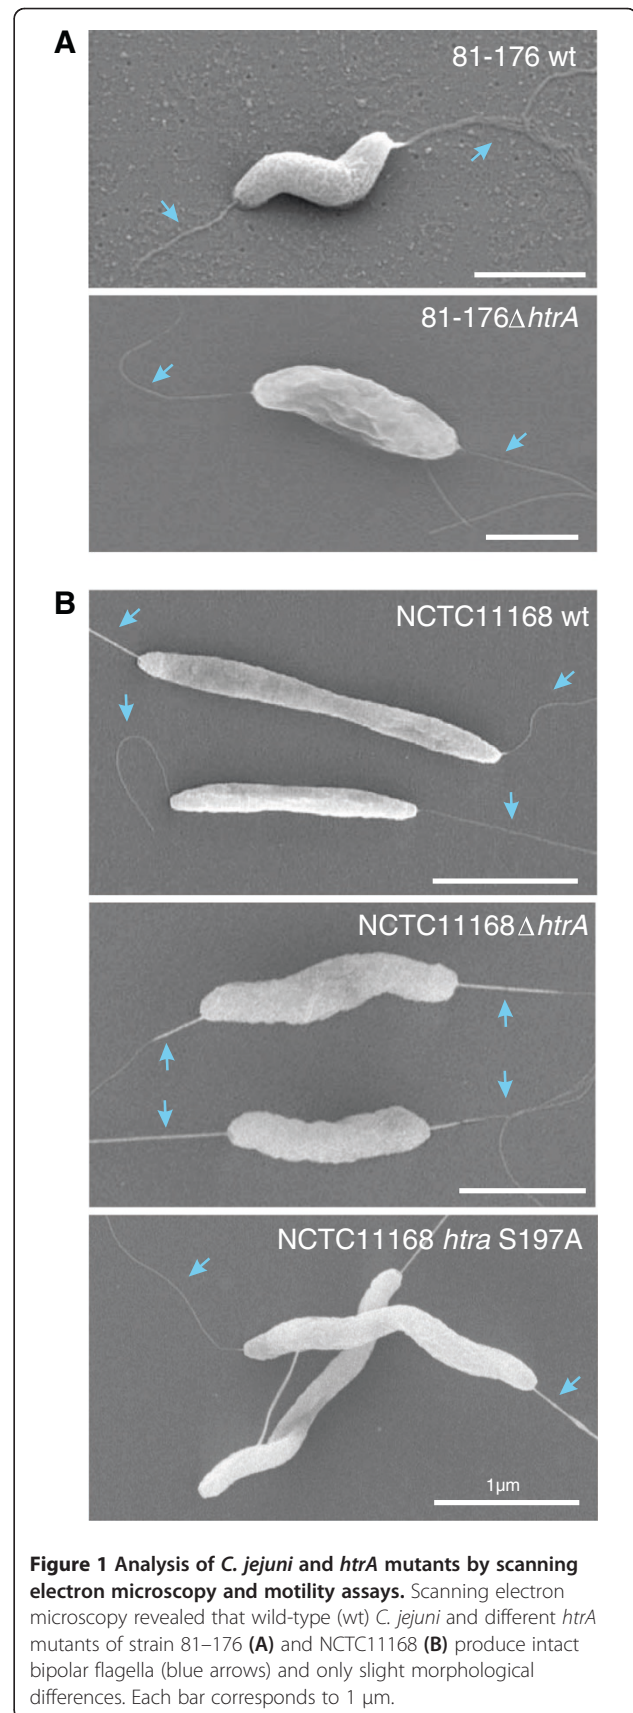 A
81-176 wt
81-176ΔhtrA
B
NCTC11168 wt
NCTC11168ΔhtrA
NCTC11168 htra S197A
1µm
Figure 1 Analysis of C. jejuni and htrA mutants by scanning
electron microscopy and motility assays. Scanning electron
microscopy revealed that wild-type (wt) C. jejuni and different htrA
mutants of strain 81–176 (A) and NCTC11168 (B) produce intact
bipolar flagella (blue arrows) and only slight morphological
differences. Each bar corresponds to 1 µm.